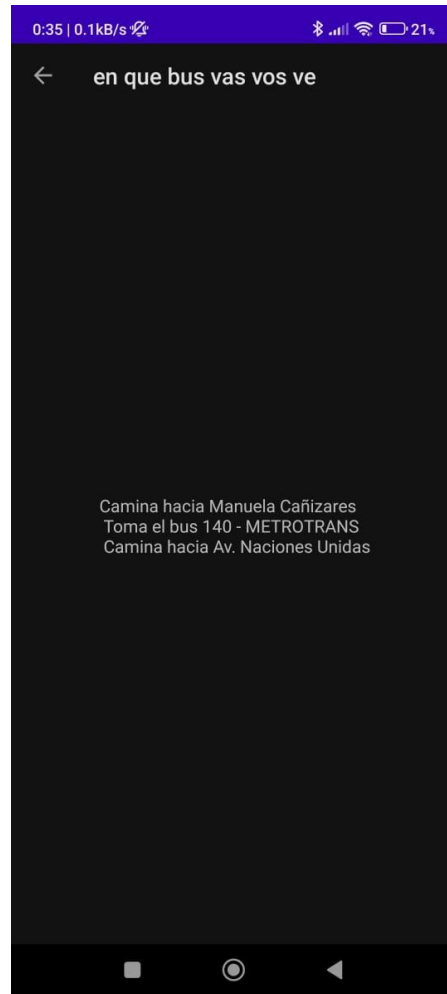 0:35 | 0.1kB/s
21%
en que bus vas vos ve
Camina hacia Manuela Cañizares
Toma el bus 140 - METROTRANS
Camina hacia Av. Naciones Unidas